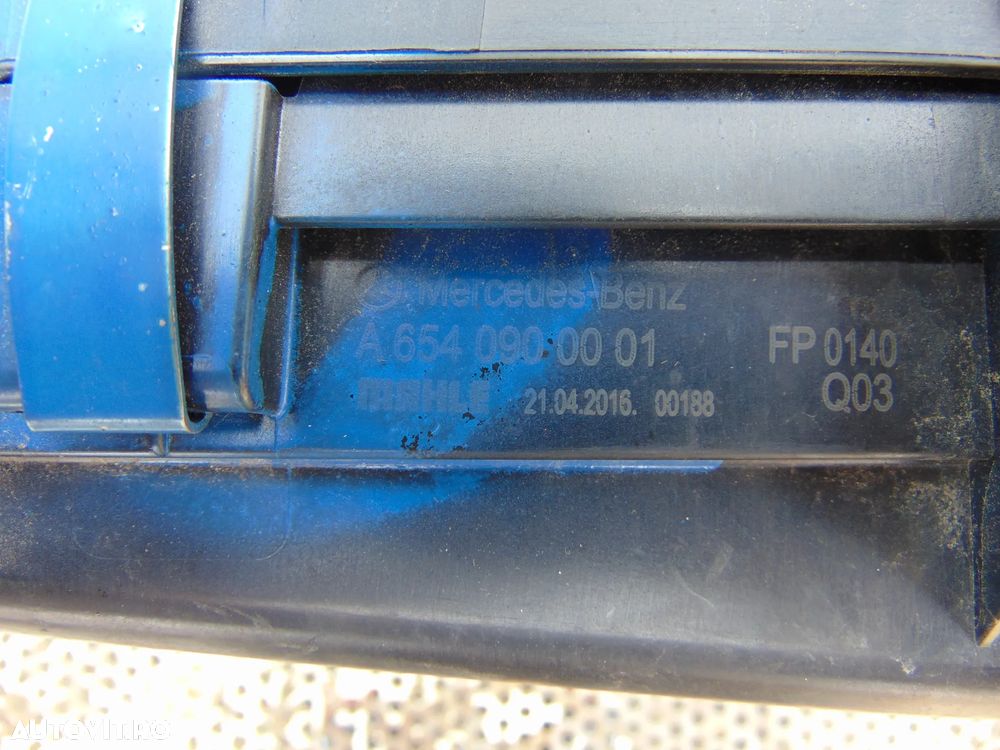 Mercedes-Benz
A 654 090 00 01
FP 0140
MAHLE
21.04.2016. 00188
Q03
AUTOVIT.RO